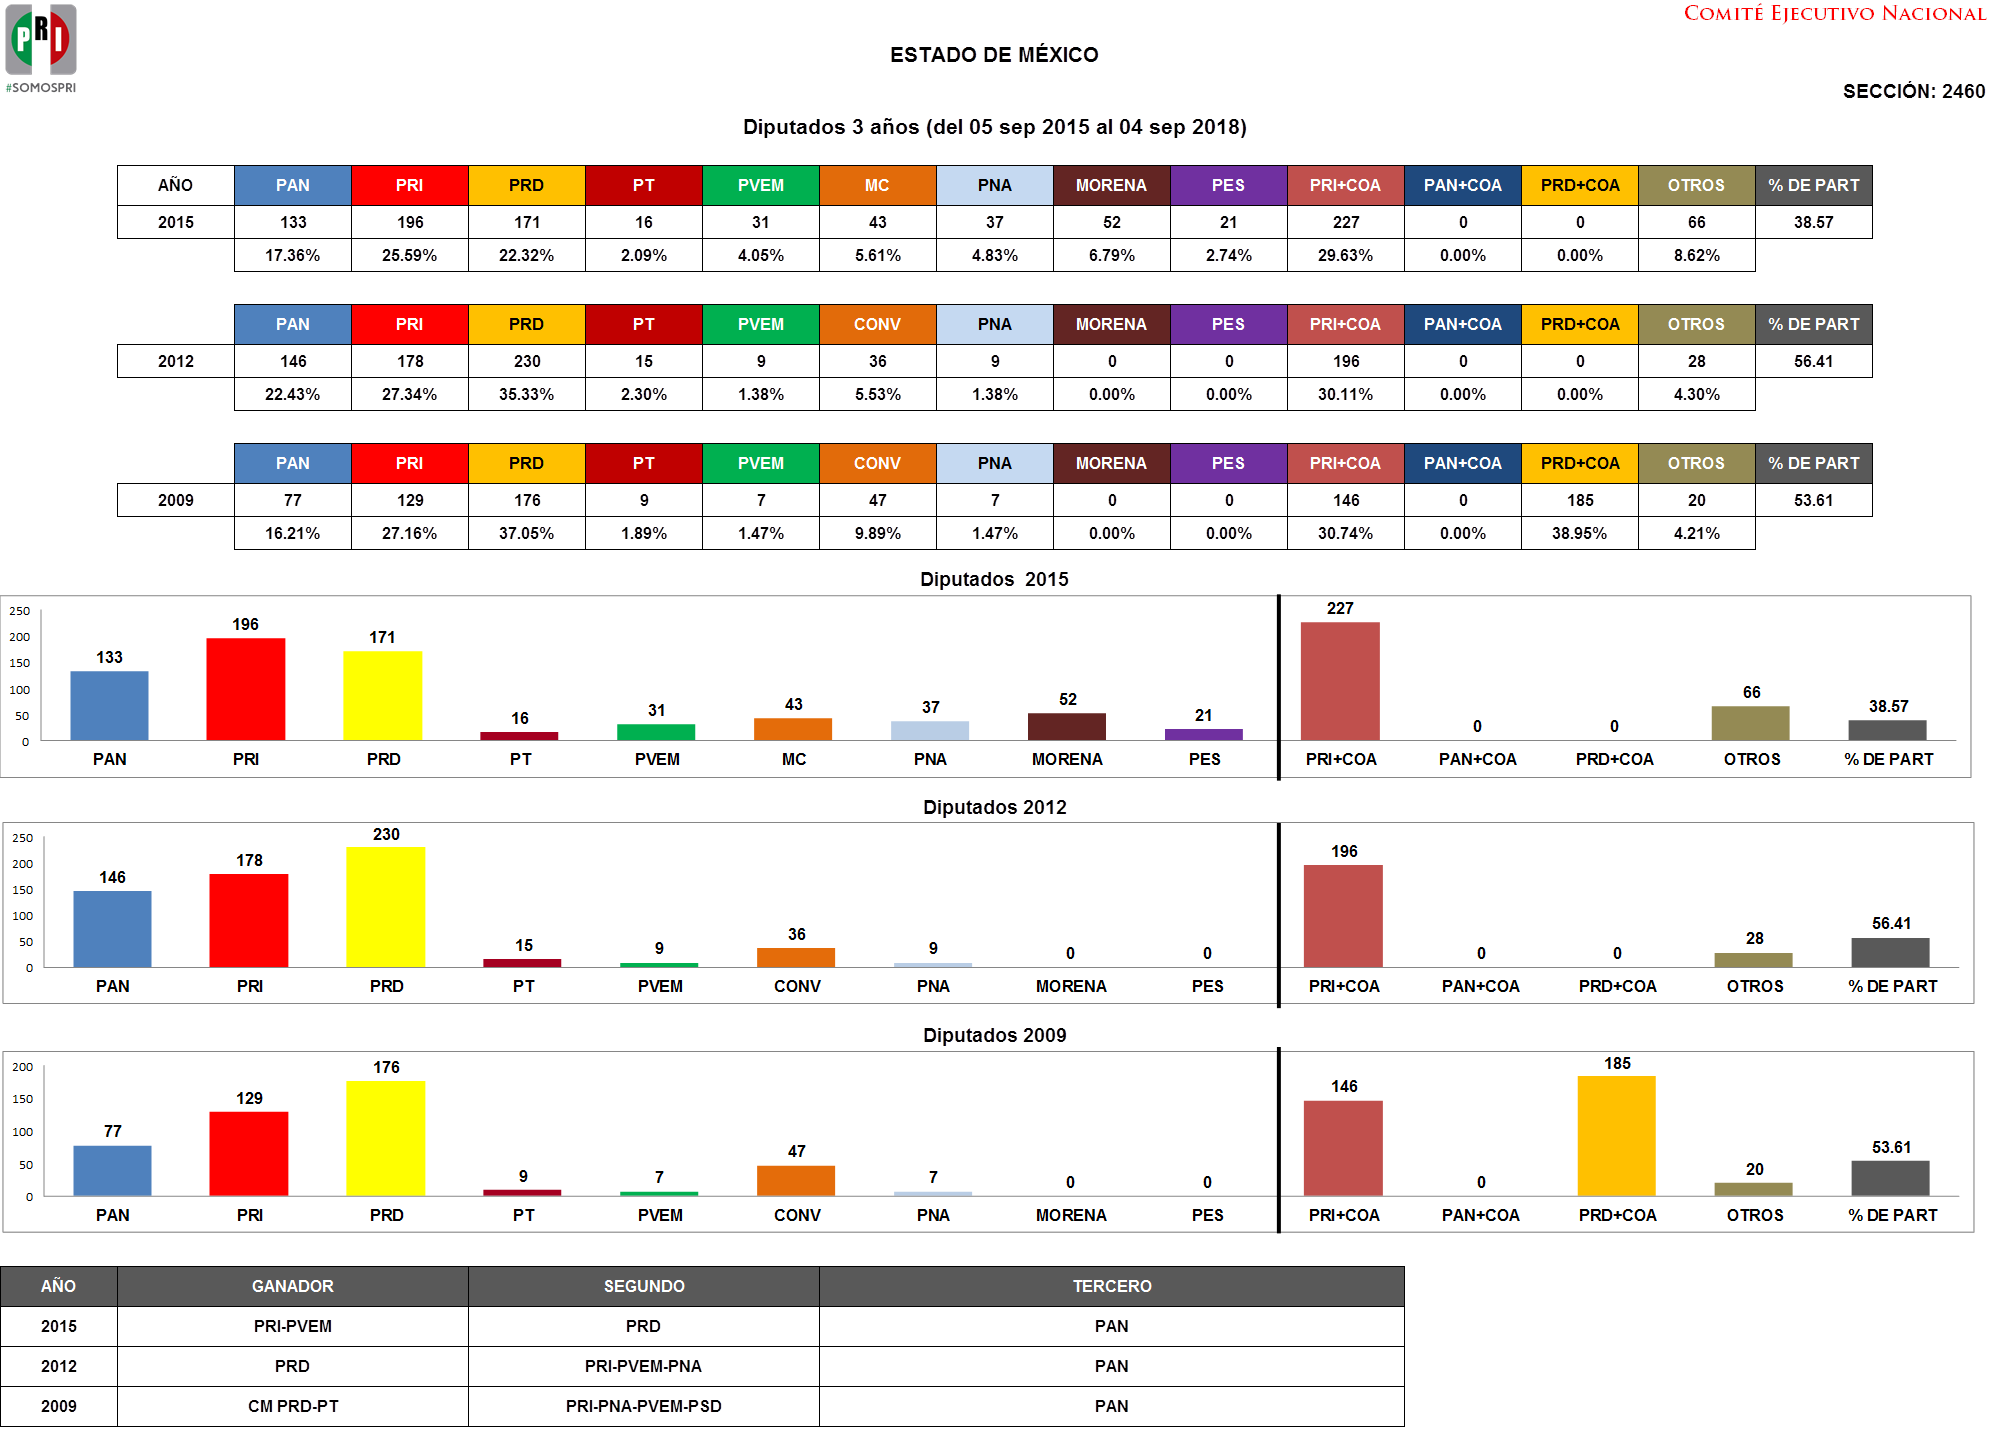 PRI
#SOMOSPRI
COMITÉ EJECUTIVO NACIONAL
ESTADO DE MÉXICO
SECCIÓN: 2460
Diputados 3 años (del 05 sep 2015 al 04 sep 2018)
AÑO PAN PRI PRD PT PVEM MC PNA MORENA PES PRI+COA PAN+COA PRD+COA OTROS % DE PART
2015 133 196 171 16 31 43 37 52 21 227 0 0 66 38.57
17.36% 25.59% 22.32% 2.09% 4.05% 5.61% 4.83% 6.79% 2.74% 29.63% 0.00% 0.00% 8.62%
PAN PRI PRD PT PVEM CONV PNA MORENA PES PRI+COA PAN+COA PRD+COA OTROS % DE PART
2012 146 178 230 15 9 36 9 0 0 196 0 0 28 56.41
22.43% 27.34% 35.33% 2.30% 1.38% 5.53% 1.38% 0.00% 0.00% 30.11% 0.00% 0.00% 4.30%
PAN PRI PRD PT PVEM CONV PNA MORENA PES PRI+COA PAN+COA PRD+COA OTROS % DE PART
2009 77 129 176 9 7 47 7 0 0 146 0 185 20 53.61
16.21% 27.16% 37.05% 1.89% 1.47% 9.89% 1.47% 0.00% 0.00% 30.74% 0.00% 38.95% 4.21%
Diputados 2015
250
200
150
100
50
0
133 196 171 16 31 43 37 52 21 227 0 0 66 38.57
PAN PRI PRD PT PVEM MC PNA MORENA PES PRI+COA PAN+COA PRD+COA OTROS % DE PART
Diputados 2012
250
200
150
100
50
0
146 178 230 15 9 36 9 0 0 196 0 0 28 56.41
PAN PRI PRD PT PVEM CONV PNA MORENA PES PRI+COA PAN+COA PRD+COA OTROS % DE PART
Diputados 2009
200
150
100
50
0
77 129 176 9 7 47 7 0 0 146 0 185 20 53.61
PAN PRI PRD PT PVEM CONV PNA MORENA PES PRI+COA PAN+COA PRD+COA OTROS % DE PART
AÑO GANADOR SEGUNDO TERCERO
2015 PRI-PVEM PRD PAN
2012 PRD PRI-PVEM-PNA PAN
2009 CM PRD-PT PRI-PNA-PVEM-PSD PAN